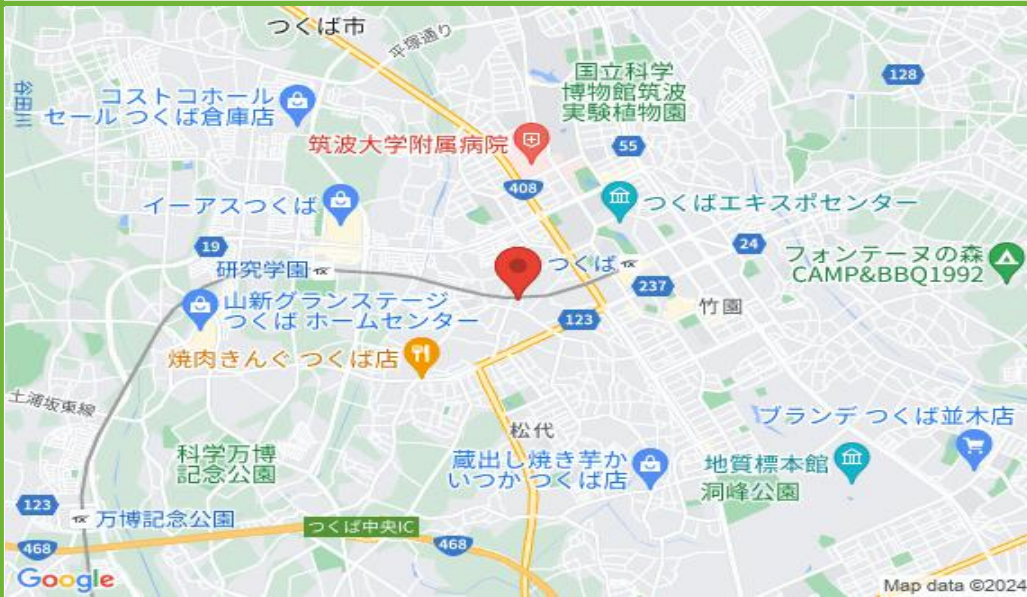 つくば市
平塚通り
谷田川
コストコホール
セール つくば倉庫店
国立科学
博物館筑波
実験植物園
128
筑波大学附属病院
55
408
イーアスつくば
つくばエキスポセンター
19
24
研究学園
つくば
フォンテーヌの森
CAMP&BBQ1992
237
山新グランステージ
つくば ホームセンター
123
竹園
焼肉きんぐ つくば店
土浦坂東線
松代
ブランデ つくば並木店
科学万博
記念公園
蔵出し焼き芋か
いつか つくば店
地質標本館
洞峰公園
123
万博記念公園
つくば中央IC
468
468
Google
Map data ©2024